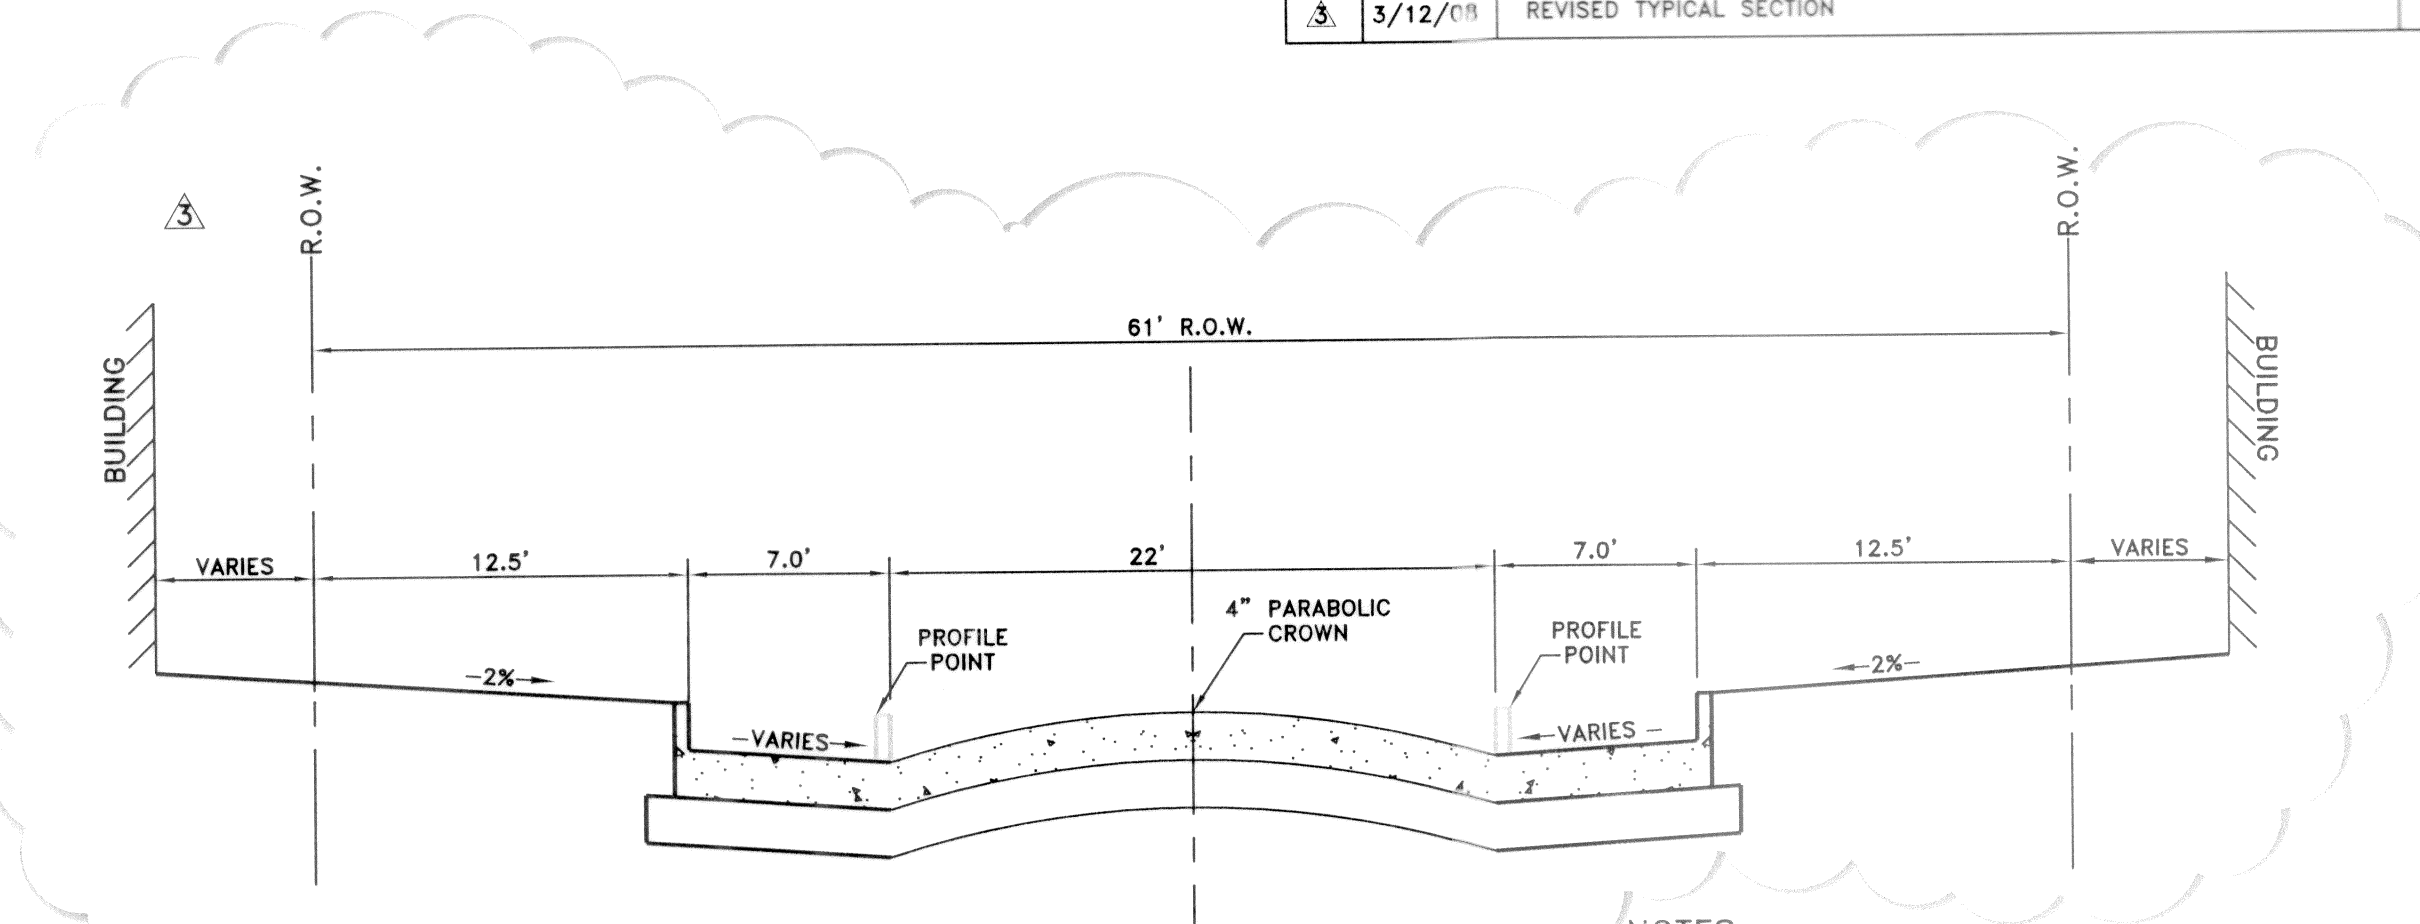 3 3/12/08 REVISED TYPICAL SECTION
3
R.O.W.
R.O.W.
61' R.O.W.
BUILDING
BUILDING
VARIES 12.5' 7.0' 22' 7.0' 12.5' VARIES
4" PARABOLIC
CROWN
PROFILE
POINT
PROFILE
POINT
2%
2%
VARIES
VARIES
NOTES